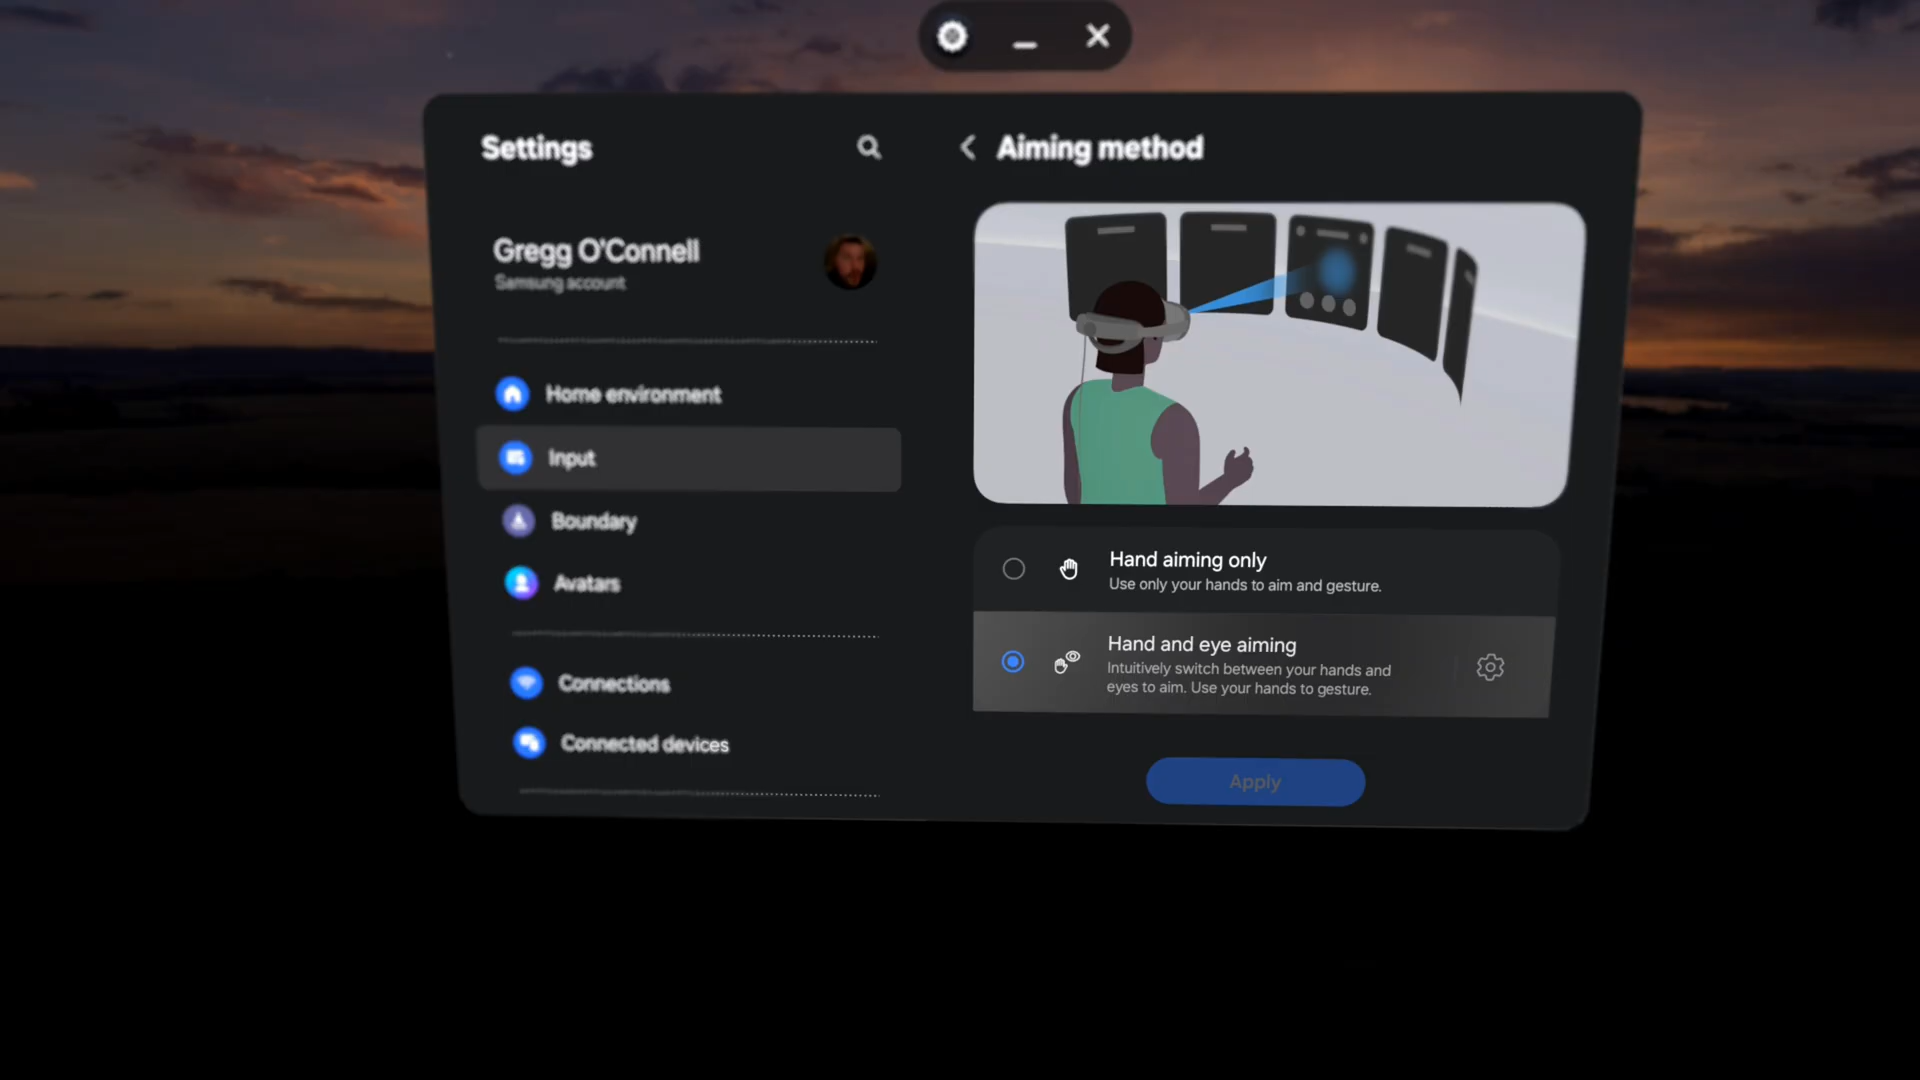 Settings
Gregg O'Connell
Samsung account
Home environment
Input
Boundary
Avatars
Connections
Connected devices
Aiming method
Hand aiming only
Use only your hands to aim and gesture.
Hand and eye aiming
Intuitively switch between your hands and
eyes to aim. Use your hands to gesture.
Apply